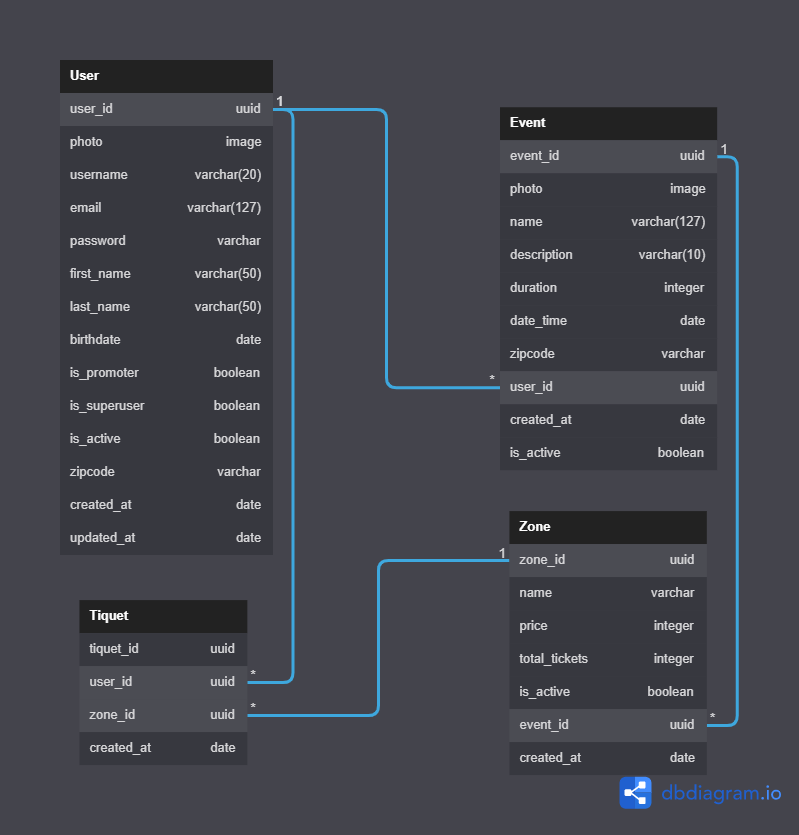 User
user_id uuid
photo image
username varchar(20)
email varchar(127)
password varchar
first_name varchar(50)
last_name varchar(50)
birthdate date
is_promoter boolean
is_superuser boolean
is_active boolean
zipcode varchar
created_at date
updated_at date
1
Event
event_id uuid
photo image
name varchar(127)
description varchar(10)
duration integer
date_time date
zipcode varchar
user_id uuid
created_at date
is_active boolean
1
*
Tiquet
tiquet_id uuid
user_id uuid
zone_id uuid
created_at date
*
*
Zone
zone_id uuid
name varchar
price integer
total_tickets integer
is_active boolean
event_id uuid
created_at date
1
*
dbdiagram.io